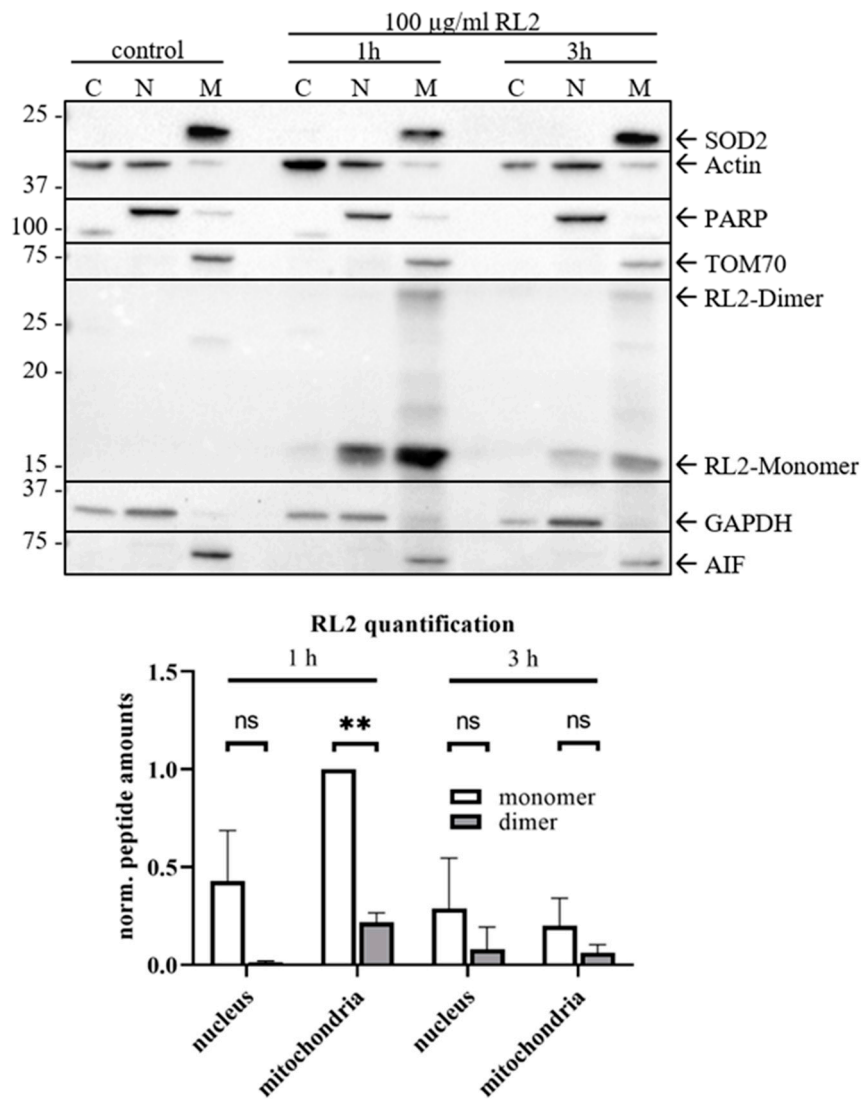 100 µg/ml RL2
control 1h 3h
C N M C N M C N M
25 - ← SOD2
← Actin
37 -
← PARP
100 -
75 - ← TOM70
← RL2-Dimer
25 -
20 -
15 - ← RL2-Monomer
37 -
← GAPDH
75 -
← AIF
RL2 quantification
1 h 3 h
1.5
ns ** ns ns
1.0
monomer
dimer
0.5
0.0
norm. peptide amounts
nucleus mitochondria nucleus mitochondria